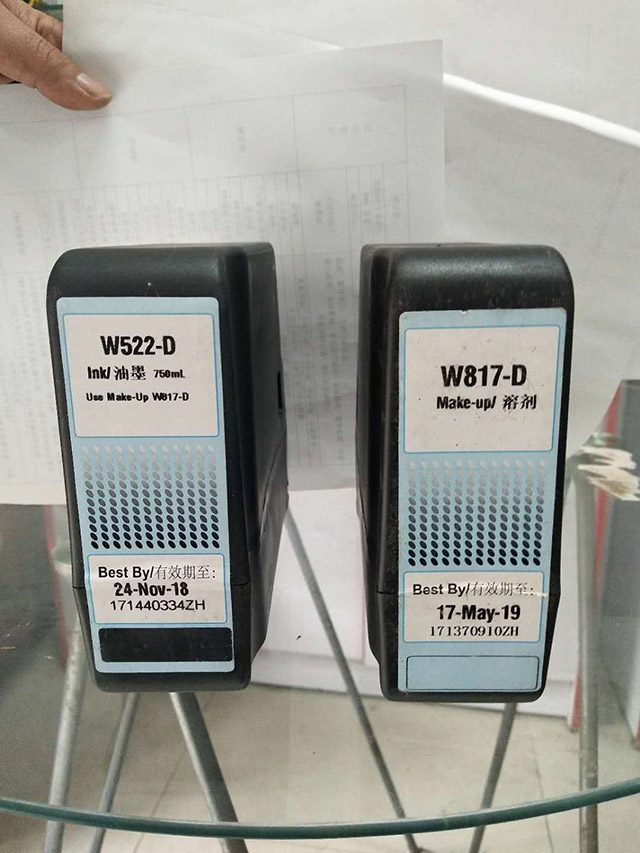 W522-D
Ink/油墨 750mL
Use Make-Up W817-D
Best By/有效期至:
24-Nov-18
171440334ZH
W817-D
Make-up/ 溶剂
Best By/有效期至:
17-May-19
171370910ZH